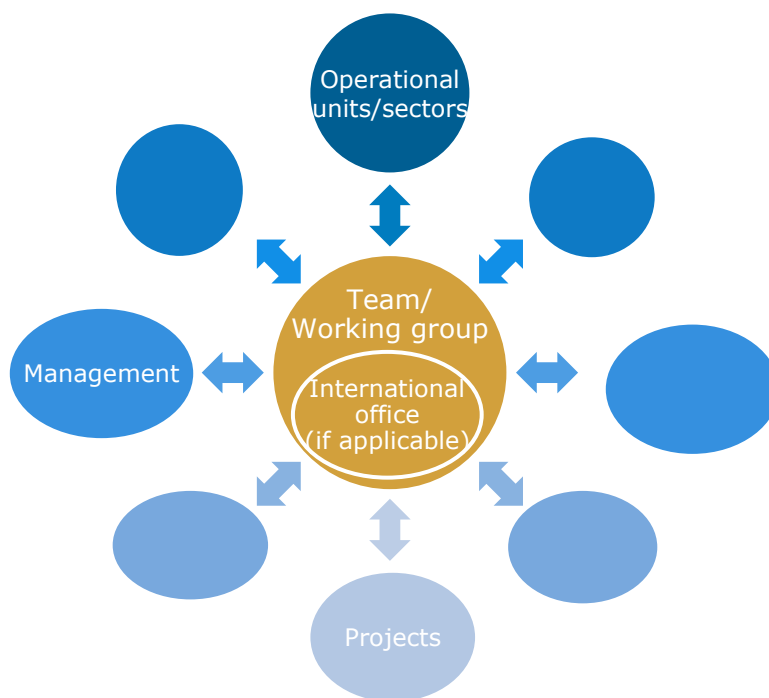 Operational
units/sectors
Team/
Working group
Management
International
office
(if applicable)
Projects